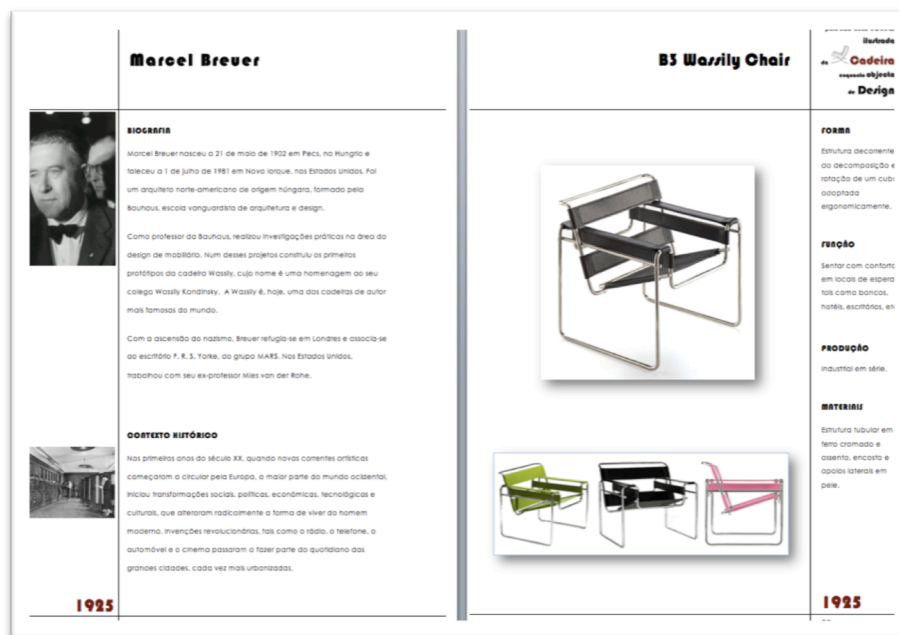 Marcel Breuer
BIOGRAFIA
Marcel Breuer nasceu a 21 de maio de 1902 em Pecs, na Hungria e
faleceu a 1 de julho de 1981 em Nova Iorque, nos Estados Unidos. Foi
um arquiteto norte-americano de origem húngara, formado pela
Bauhaus, escola vanguardista de arquitetura e design.
Como professor da Bauhaus, realizou investigações práticas na área do
design de mobiliário. Num desses projetos construiu os primeiros
protótipos da cadeira Wassily, cujo nome é uma homenagem ao seu
colega Wassily Kandinsky. A Wassily é, hoje, uma das cadeiras de autor
mais famosas do mundo.
Com a ascensão do nazismo, Breuer refugia-se em Londres e associa-se
ao escritório F. R. S. Yorke, do grupo MARS. Nos Estados Unidos,
trabalhou com seu ex-professor Mies van der Rohe.
CONTEXTO HISTÓRICO
Nos primeiros anos do século XX, quando novas correntes artísticas
começaram a circular pela Europa, a maior parte do mundo ocidental,
iniciou transformações sociais, políticas, económicas, tecnológicas e
culturais, que alteraram radicalmente a forma de viver do homem
moderno. Invenções revolucionárias, tais como o rádio, o telefone, o
automóvel e o cinema passaram a fazer parte do quotidiano das
grandes cidades, cada vez mais urbanizadas.
1925
B3 Wassily Chair
ilustrada
da Cadeira
enquanto objecto
de Design
FORMA
Estrutura decorrente
da decomposição e
rotação de um cubo
adaptada
ergonomicamente.
FUNÇÃO
Sentar com conforto
em locais de espera
tais como bancos,
hotéis, escritórios, etc
PRODUÇÃO
Industrial em série.
MATERIAIS
Estrutura tubular em
ferro cromado e
assento, encosto e
apoios laterais em
pele.
1925